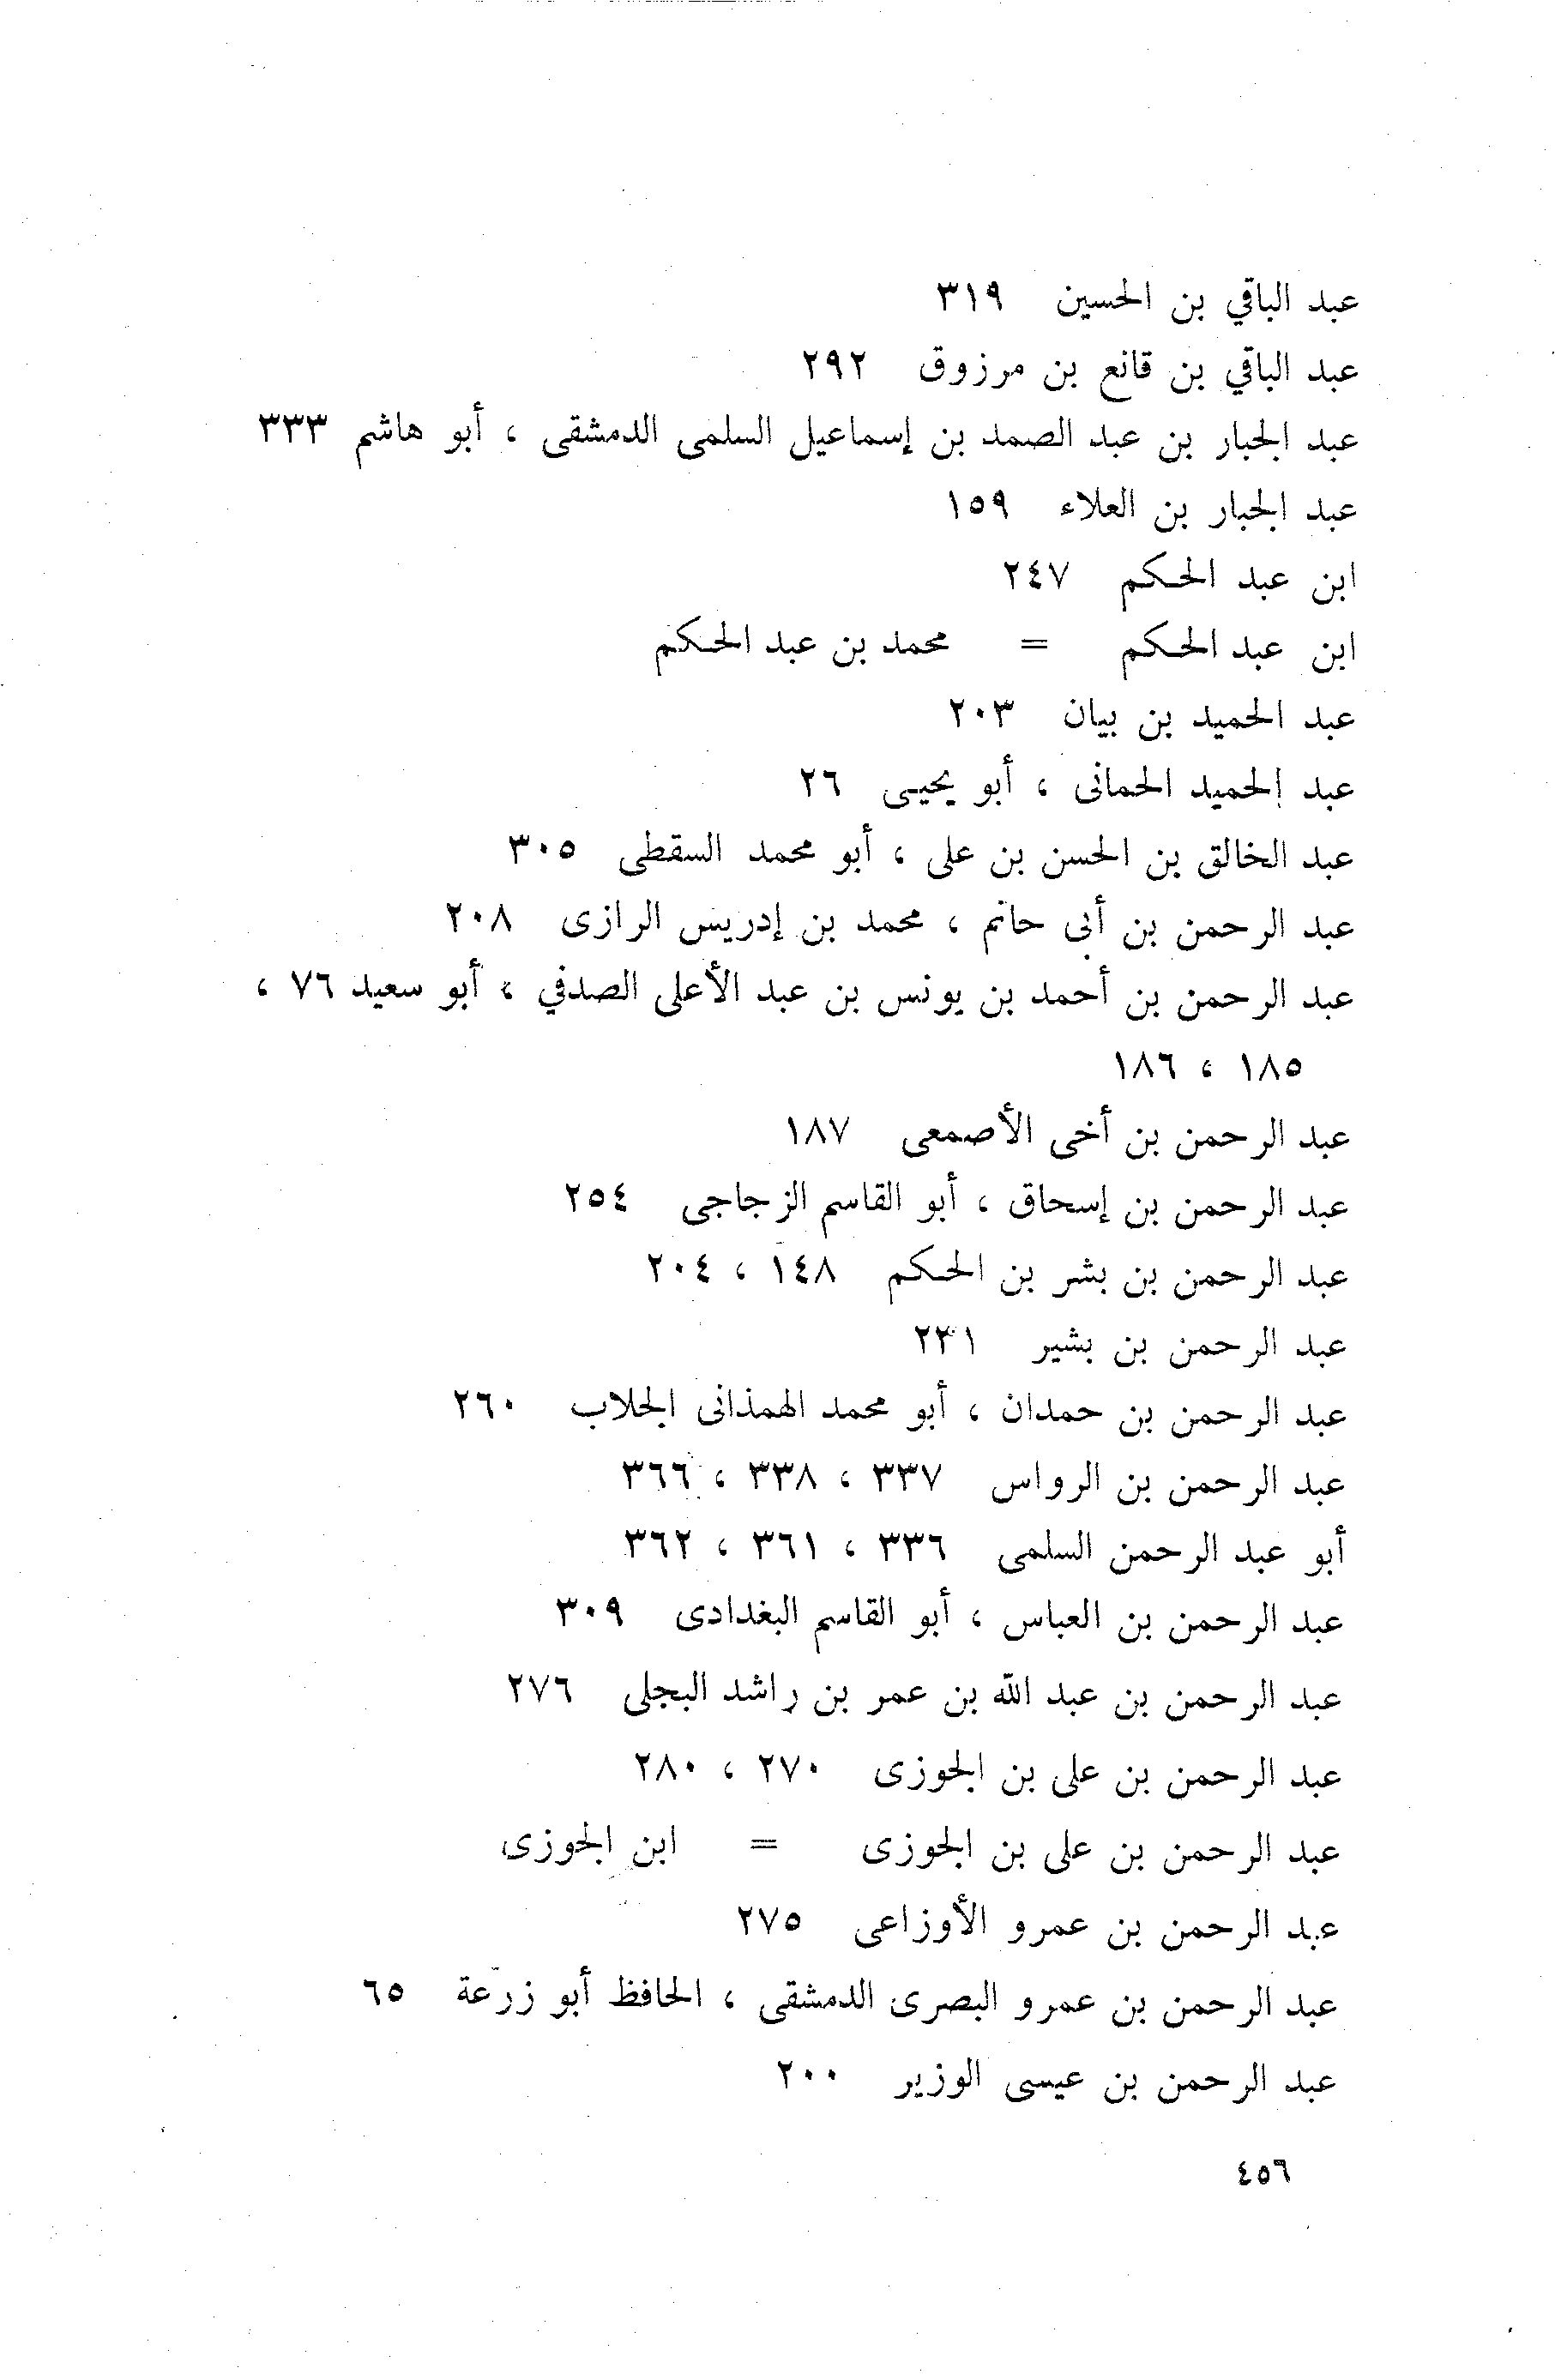 عبد الباقي بن الحسين ٣١٩
عبد الباقي بن قانع بن مرزوق ٢٩٢
عبد الجبار بن عبد الصمد بن إسماعيل السلمى الدمشقى ، أبو هاشم ٣٣٣
عبد الجبار بن العلاء ١٥٩
ابن عبد الحكم ٢٤٧
ابن عبد الحكم = محمد بن عبد الحكم
عبد الحميد بن بيان ٢٠٣
عبد الحميد الحمانى ، أبو يحيى ٢٦
عبد الخالق بن الحسن بن على ، أبو محمد السقطى ٣٠٥
عبد الرحمن بن أبى حاتم ، محمد بن إدريس الرازى ٢٠٨
عبد الرحمن بن أحمد بن يونس بن عبد الأعلى الصدفي ، أبو سعيد ٧٦ ،
١٨٥ ، ١٨٦
عبد الرحمن بن أخى الأصمعى ١٨٧
عبد الرحمن بن إسحاق ، أبو القاسم الزجاجى ٢٥٤
عبد الرحمن بن بشر بن الحكم ١٤٨ ، ٢٠٤
عبد الرحمن بن بشير ٢٣١
عبد الرحمن بن حمدان ، أبو محمد الهمذانى الجلاب ٢٦٠
عبد الرحمن بن الرواس ٣٣٧ ، ٣٣٨ ، ٣٦٦
أبو عبد الرحمن السلمى ٣٣٦ ، ٣٦١ ، ٣٦٢
عبد الرحمن بن العباس ، أبو القاسم البغدادى ٣٠٩
عبد الرحمن بن عبد الله بن عمر بن راشد البجلى ٢٧٦
عبد الرحمن بن على بن الجوزى ٢٧٠ ، ٢٨٠
عبد الرحمن بن على بن الجوزى = ابن الجوزى
عبد الرحمن بن عمرو الأوزاعى ٢٧٥
عبد الرحمن بن عمرو البصرى الدمشقى ، الحافظ أبو زرعة ٦٥
عبد الرحمن بن عيسى الوزير ٢٠٠
٤٥٦